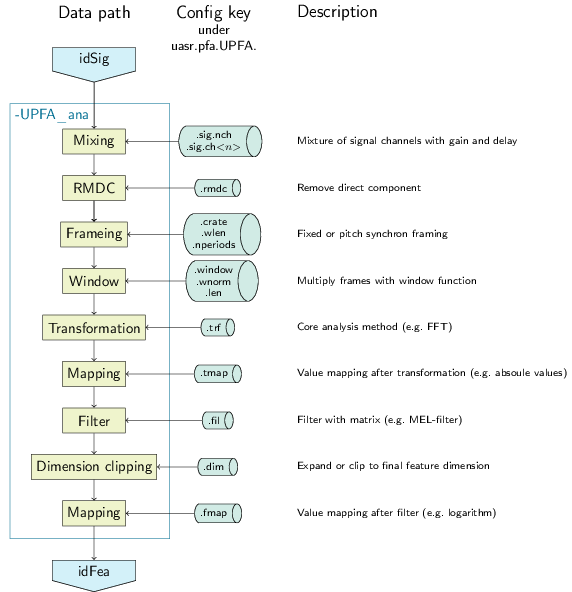 Data path
Config key
Description
under
uasr.pfa.UPFA.
idSig
-UPFA_ana
Mixing
.sig.nch
.sig.ch<n>
Mixture of signal channels with gain and delay
RMDC
.rmdc
Remove direct component
Frameing
.crate
.wlen
.nperiods
Fixed or pitch synchron framing
Window
.window
.wnorm
.len
Multiply frames with window function
Transformation
.trf
Core analysis method (e.g. FFT)
Mapping
.tmap
Value mapping after transformation (e.g. absoule values)
Filter
.fil
Filter with matrix (e.g. MEL-filter)
Dimension clipping
.dim
Expand or clip to final feature dimension
Mapping
.fmap
Value mapping after filter (e.g. logarithm)
idFea